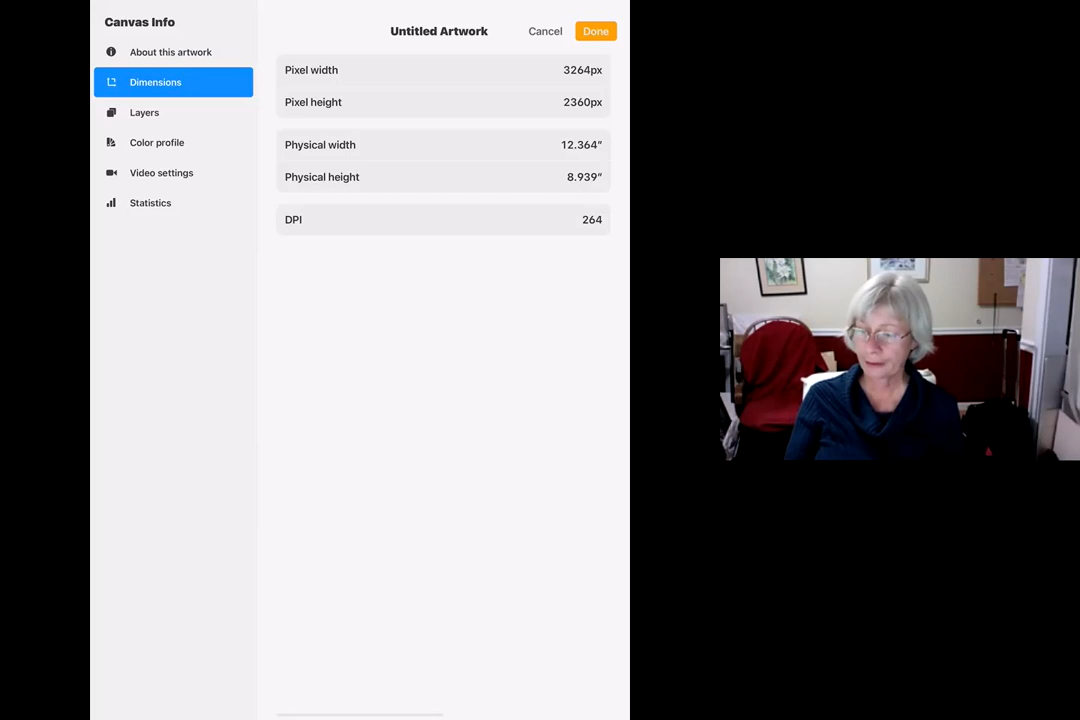 Canvas Info
About this artwork
Dimensions
Layers
Color profile
Video settings
Statistics
Untitled Artwork
Cancel
Done
Pixel width 3264px
Pixel height 2360px
Physical width 12.364"
Physical height 8.939"
DPI 264